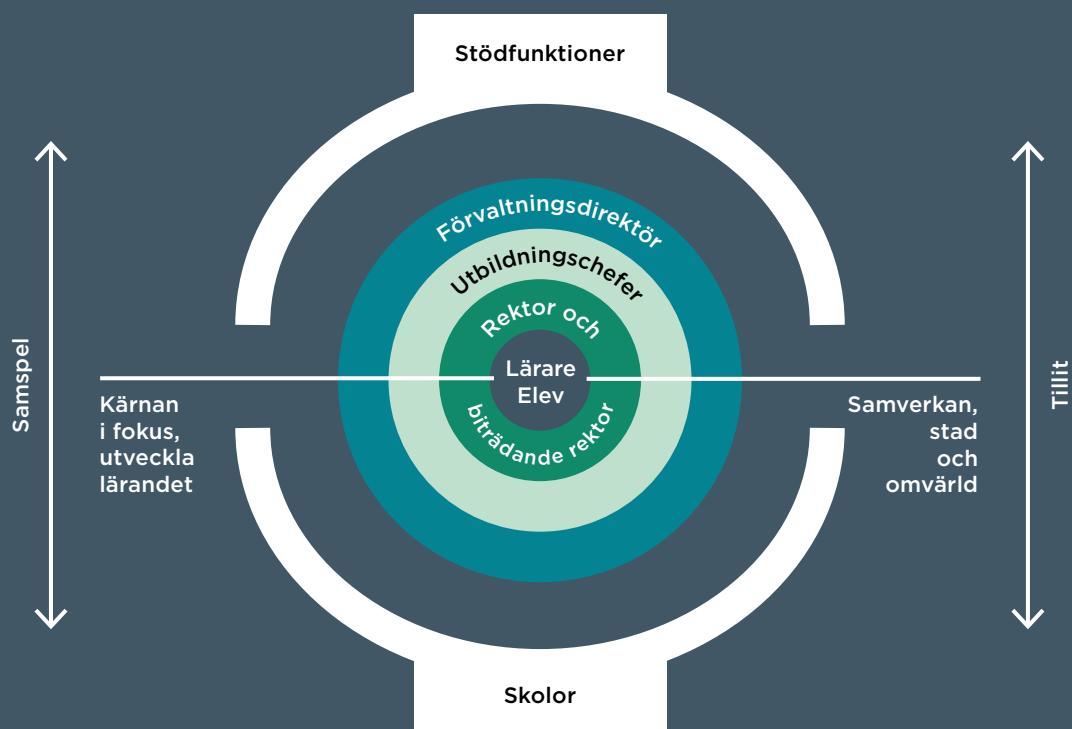 Stödfunktioner
Förvaltningsdirektör
Utbildningschefer
Rektor och
Lärare
Elev
biträdande rektor
Samspel
Tillit
Kärnan
i fokus,
utveckla
lärandet
Samverkan,
stad
och
omvärld
Skolor